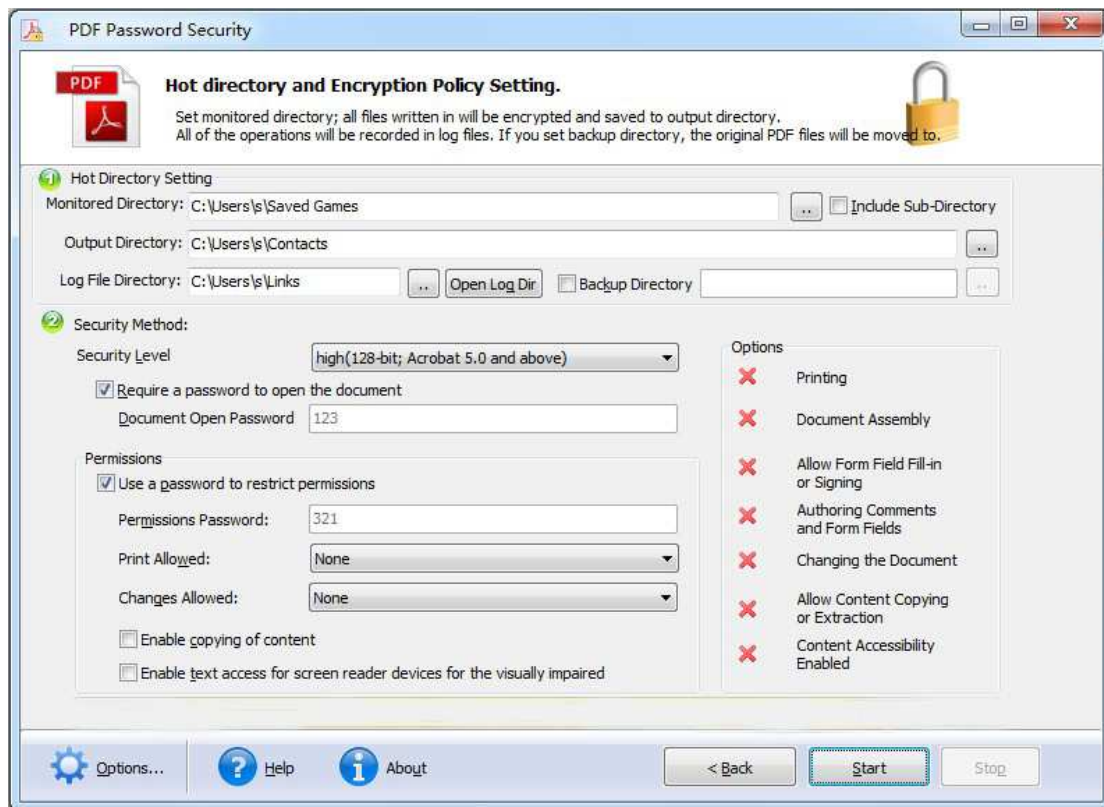 PDF Password Security
PDF
Hot directory and Encryption Policy Setting.
Set monitored directory; all files written in will be encrypted and saved to output directory.
All of the operations will be recorded in log files. If you set backup directory, the original PDF files will be moved to.
1 Hot Directory Setting
Monitored Directory: C:\Users\s\Saved Games .. Include Sub-Directory
Output Directory: C:\Users\s\Contacts ..
Log File Directory: C:\Users\s\Links .. Open Log Dir Backup Directory ..
2 Security Method:
Security Level high(128-bit; Acrobat 5.0 and above)
Require a password to open the document
Document Open Password 123
Permissions
Use a password to restrict permissions
Permissions Password: 321
Print Allowed: None
Changes Allowed: None
Enable copying of content
Enable text access for screen reader devices for the visually impaired
Options
Printing
Document Assembly
Allow Form Field Fill-in
or Signing
Authoring Comments
and Form Fields
Changing the Document
Allow Content Copying
or Extraction
Content Accessibility
Enabled
Options... Help About < Back Start Stop